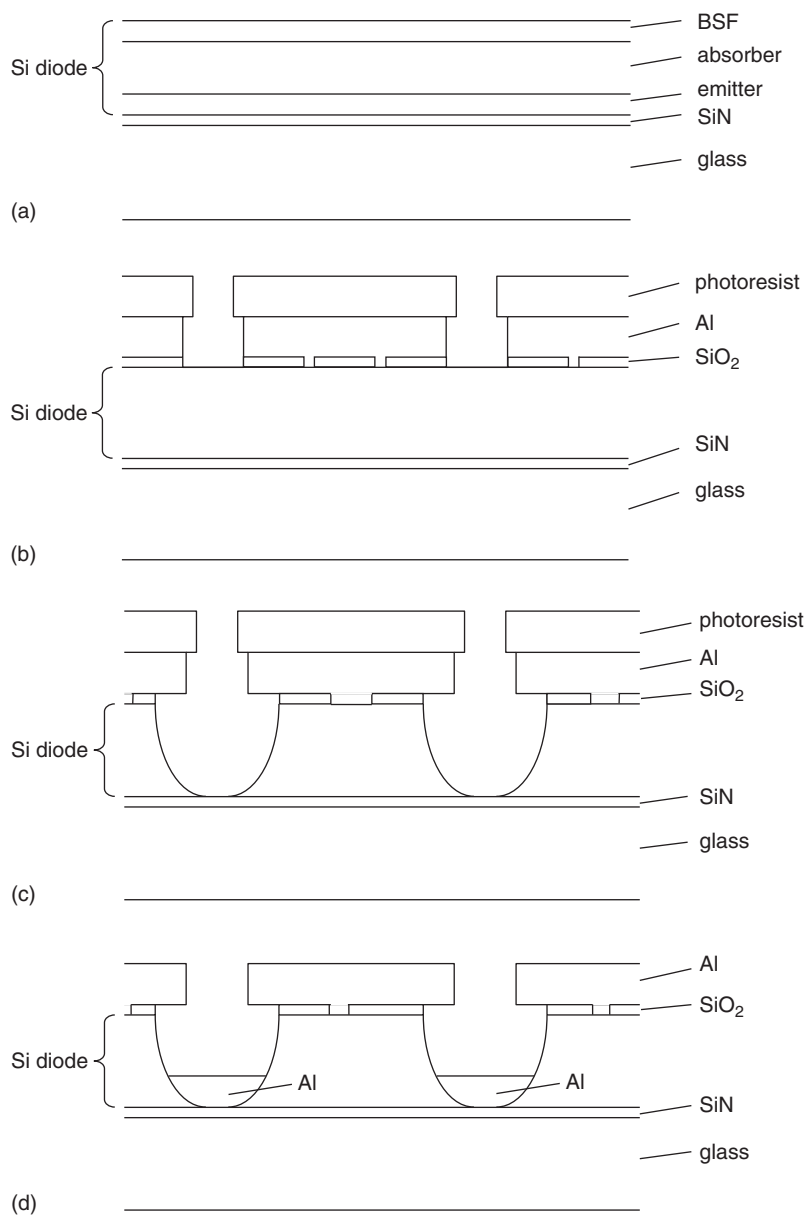 BSF
Si diode
absorber
emitter
SiN
glass
(a)
photoresist
Al
SiO2
Si diode
SiN
glass
(b)
photoresist
Al
SiO2
Si diode
SiN
glass
(c)
Al
SiO2
Si diode
Al
Al
SiN
glass
(d)